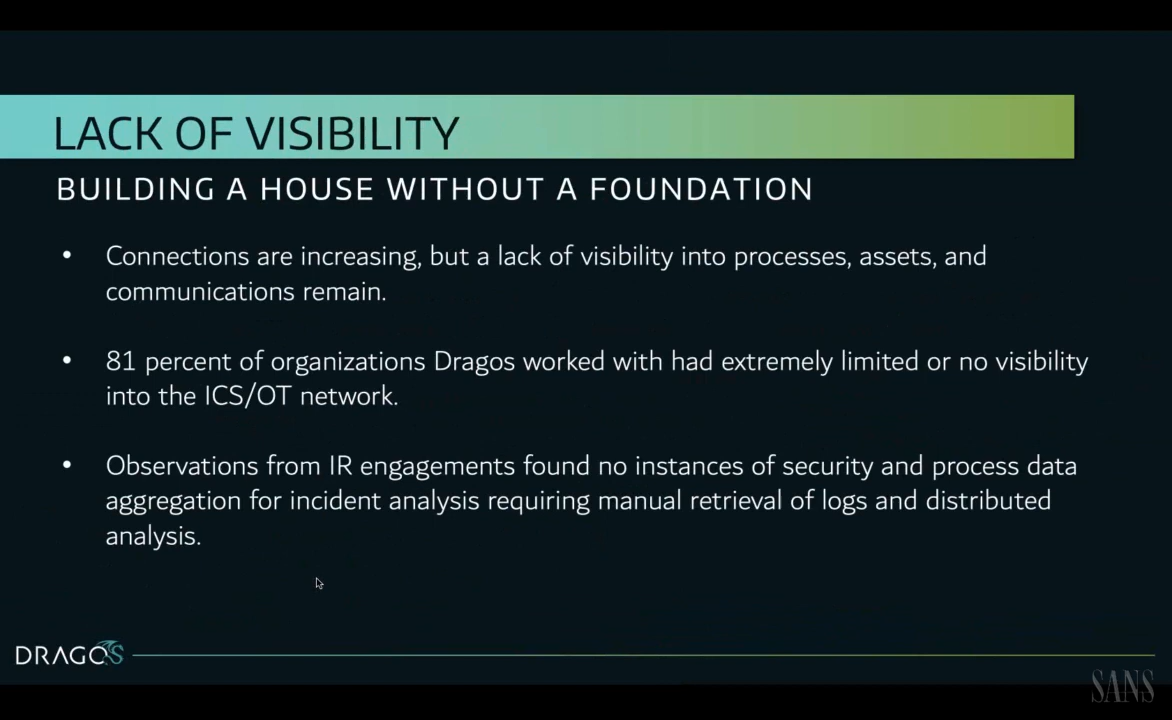 LACK OF VISIBILITY
BUILDING A HOUSE WITHOUT A FOUNDATION
• Connections are increasing, but a lack of visibility into processes, assets, and
communications remain.
• 81 percent of organizations Dragos worked with had extremely limited or no visibility
into the ICS/OT network.
• Observations from IR engagements found no instances of security and process data
aggregation for incident analysis requiring manual retrieval of logs and distributed
analysis.
DRAGOS
SANS